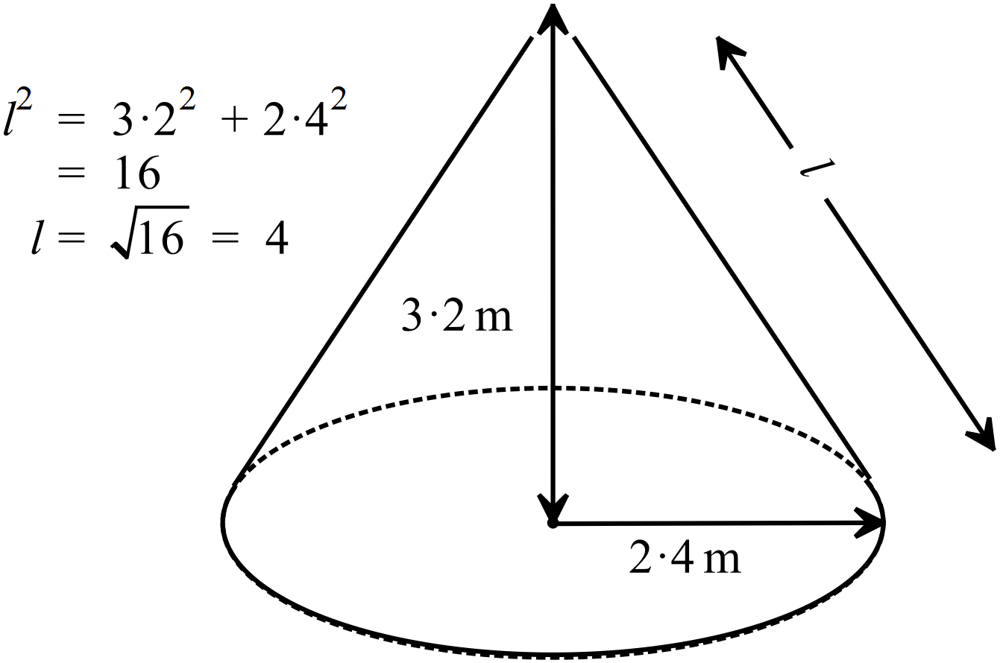 l² = 3·2² + 2·4²
= 16
l = √16 = 4
l
3·2 m
2·4 m